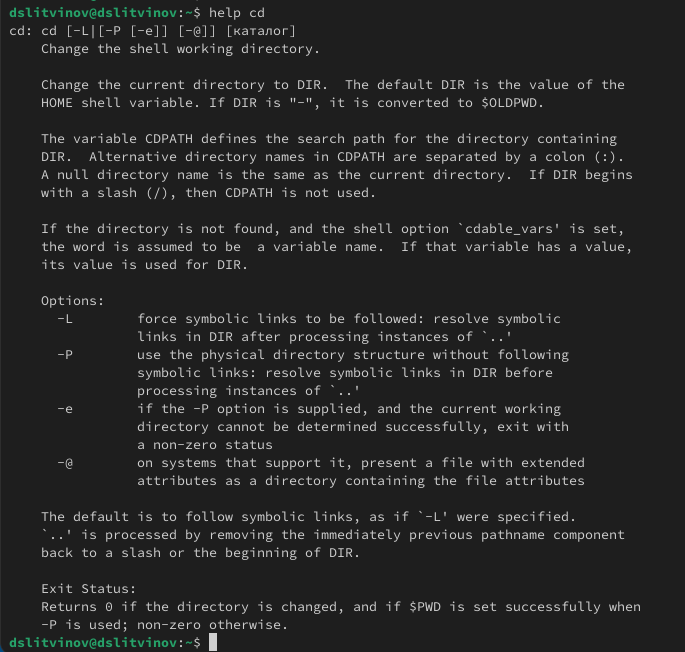 dslitvinov@dslitvinov:~$ help cd
cd: cd [-L|[-P [-e]] [-@]] [каталог]
    Change the shell working directory.

    Change the current directory to DIR.  The default DIR is the value of the
    HOME shell variable. If DIR is "-", it is converted to $OLDPWD.

    The variable CDPATH defines the search path for the directory containing
    DIR.  Alternative directory names in CDPATH are separated by a colon (:).
    A null directory name is the same as the current directory.  If DIR begins
    with a slash (/), then CDPATH is not used.

    If the directory is not found, and the shell option `cdable_vars' is set,
    the word is assumed to be  a variable name.  If that variable has a value,
    its value is used for DIR.

    Options:
      -L        force symbolic links to be followed: resolve symbolic
                links in DIR after processing instances of `..'
      -P        use the physical directory structure without following
                symbolic links: resolve symbolic links in DIR before
                processing instances of `..'
      -e        if the -P option is supplied, and the current working
                directory cannot be determined successfully, exit with
                a non-zero status
      -@        on systems that support it, present a file with extended
                attributes as a directory containing the file attributes

    The default is to follow symbolic links, as if `-L' were specified.
    `..' is processed by removing the immediately previous pathname component
    back to a slash or the beginning of DIR.

    Exit Status:
    Returns 0 if the directory is changed, and if $PWD is set successfully when
    -P is used; non-zero otherwise.
dslitvinov@dslitvinov:~$